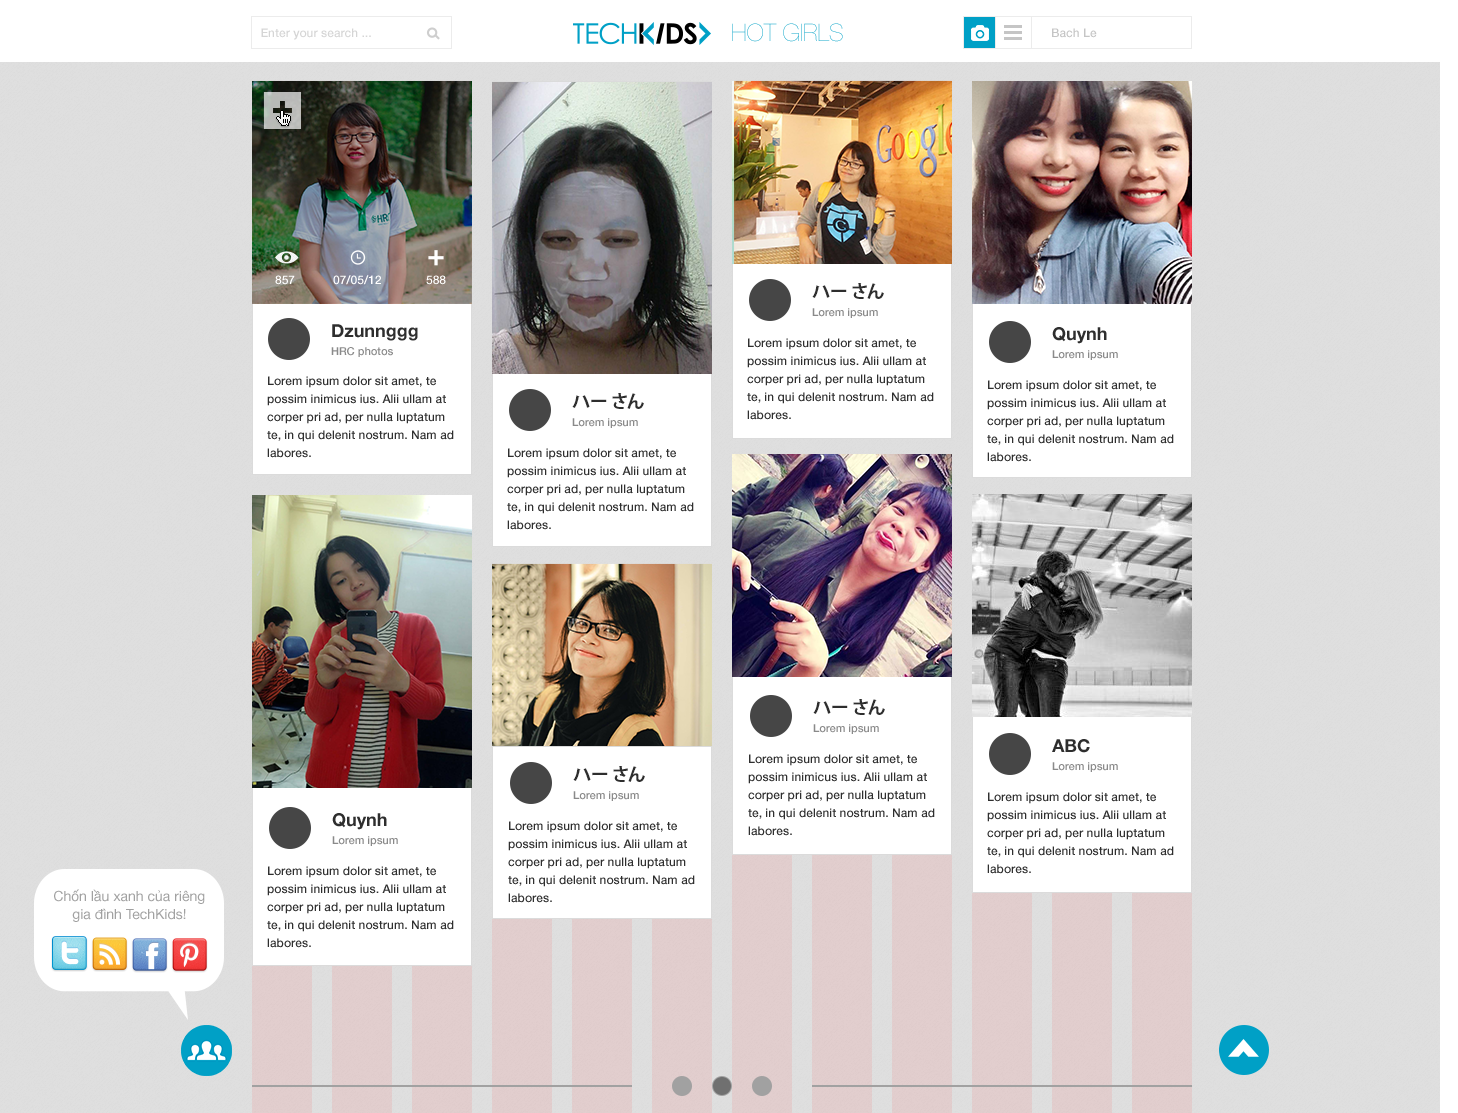 Enter your search ...
TECHKIDS
HOT GIRLS
Bach Le
HRC
857
07/05/12
588
Dzunnggg
HRC photos
Lorem ipsum dolor sit amet, te
possim inimicus ius. Alii ullam at
corper pri ad, per nulla luptatum
te, in qui delenit nostrum. Nam ad
labores.
ハー さん
Lorem ipsum
Lorem ipsum dolor sit amet, te
possim inimicus ius. Alii ullam at
corper pri ad, per nulla luptatum
te, in qui delenit nostrum. Nam ad
labores.
Google
ハー さん
Lorem ipsum
Lorem ipsum dolor sit amet, te
possim inimicus ius. Alii ullam at
corper pri ad, per nulla luptatum
te, in qui delenit nostrum. Nam ad
labores.
Quynh
Lorem ipsum
Lorem ipsum dolor sit amet, te
possim inimicus ius. Alii ullam at
corper pri ad, per nulla luptatum
te, in qui delenit nostrum. Nam ad
labores.
Quynh
Lorem ipsum
Lorem ipsum dolor sit amet, te
possim inimicus ius. Alii ullam at
corper pri ad, per nulla luptatum
te, in qui delenit nostrum. Nam ad
labores.
ハー さん
Lorem ipsum
Lorem ipsum dolor sit amet, te
possim inimicus ius. Alii ullam at
corper pri ad, per nulla luptatum
te, in qui delenit nostrum. Nam ad
labores.
ハー さん
Lorem ipsum
Lorem ipsum dolor sit amet, te
possim inimicus ius. Alii ullam at
corper pri ad, per nulla luptatum
te, in qui delenit nostrum. Nam ad
labores.
ABC
Lorem ipsum
Lorem ipsum dolor sit amet, te
possim inimicus ius. Alii ullam at
corper pri ad, per nulla luptatum
te, in qui delenit nostrum. Nam ad
labores.
Chốn lầu xanh của riêng
gia đình TechKids!